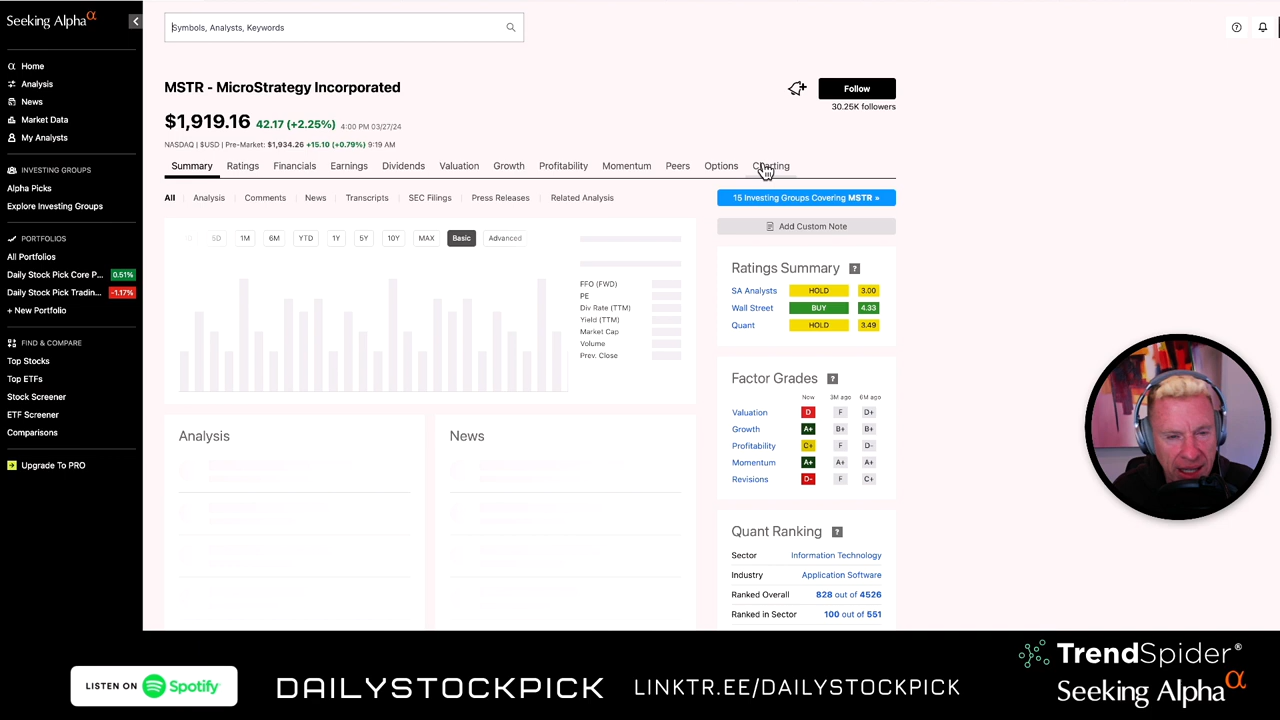 Seeking Alpha α
Symbols, Analysts, Keywords
Home
Analysis
News
Market Data
My Analysts
INVESTING GROUPS
Alpha Picks
Explore Investing Groups
PORTFOLIOS
All Portfolios
Daily Stock Pick Core P... 0.51%
Daily Stock Pick Tradin... -1.17%
+ New Portfolio
FIND & COMPARE
Top Stocks
Top ETFs
Stock Screener
ETF Screener
Comparisons
Upgrade To PRO
MSTR - MicroStrategy Incorporated
Follow
30.25K followers
$1,919.16 42.17 (+2.25%) 4:00 PM 03/27/24
NASDAQ | $USD | Pre-Market: $1,934.26 +15.10 (+0.79%) 9:19 AM
Summary Ratings Financials Earnings Dividends Valuation Growth Profitability Momentum Peers Options Charting
All Analysis Comments News Transcripts SEC Filings Press Releases Related Analysis
1D 5D 1M 6M YTD 1Y 5Y 10Y MAX Basic Advanced
FFO (FWD)
PE
Div Rate (TTM)
Yield (TTM)
Market Cap
Volume
Prev. Close
Analysis
News
15 Investing Groups Covering MSTR »
Add Custom Note
Ratings Summary ?
SA Analysts HOLD 3.00
Wall Street BUY 4.33
Quant HOLD 3.49
Factor Grades ?
Now 3M ago 6M ago
Valuation D F D+
Growth A+ B+ B+
Profitability C+ F D-
Momentum A+ A+ A+
Revisions D- F C+
Quant Ranking ?
Sector Information Technology
Industry Application Software
Ranked Overall 828 out of 4526
Ranked in Sector 100 out of 551
LISTEN ON Spotify
DAILYSTOCKPICK
LINKTR.EE/DAILYSTOCKPICK
TrendSpider®
Seeking Alpha α